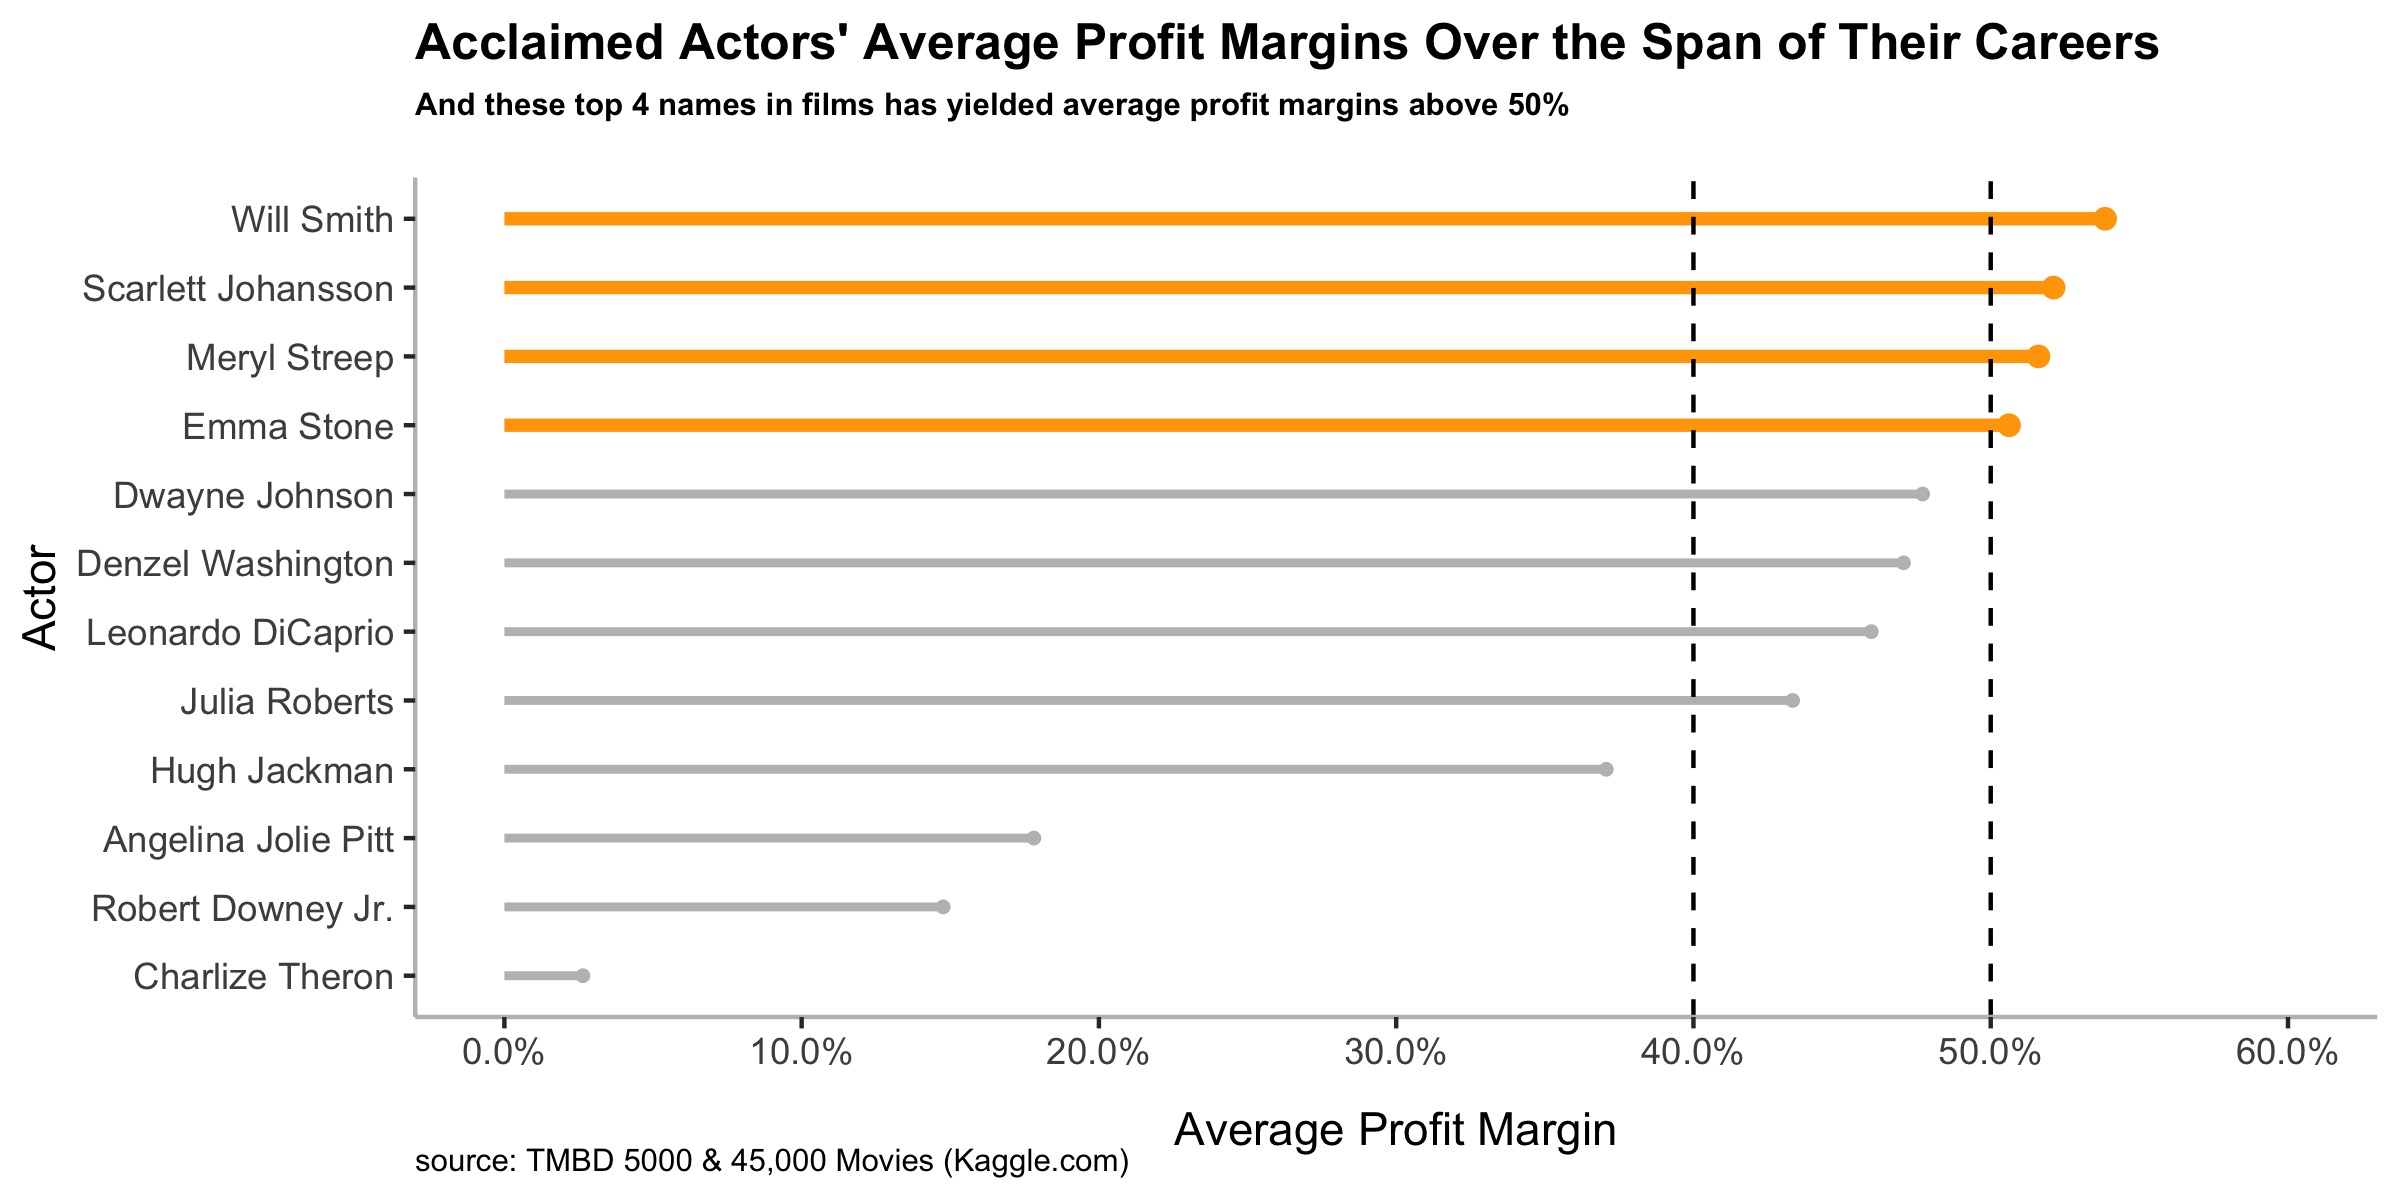 Acclaimed Actors' Average Profit Margins Over the Span of Their Careers
And these top 4 names in films has yielded average profit margins above 50%
Actor
Will Smith
Scarlett Johansson
Meryl Streep
Emma Stone
Dwayne Johnson
Denzel Washington
Leonardo DiCaprio
Julia Roberts
Hugh Jackman
Angelina Jolie Pitt
Robert Downey Jr.
Charlize Theron
0.0% 10.0% 20.0% 30.0% 40.0% 50.0% 60.0%
Average Profit Margin
source: TMBD 5000 & 45,000 Movies (Kaggle.com)